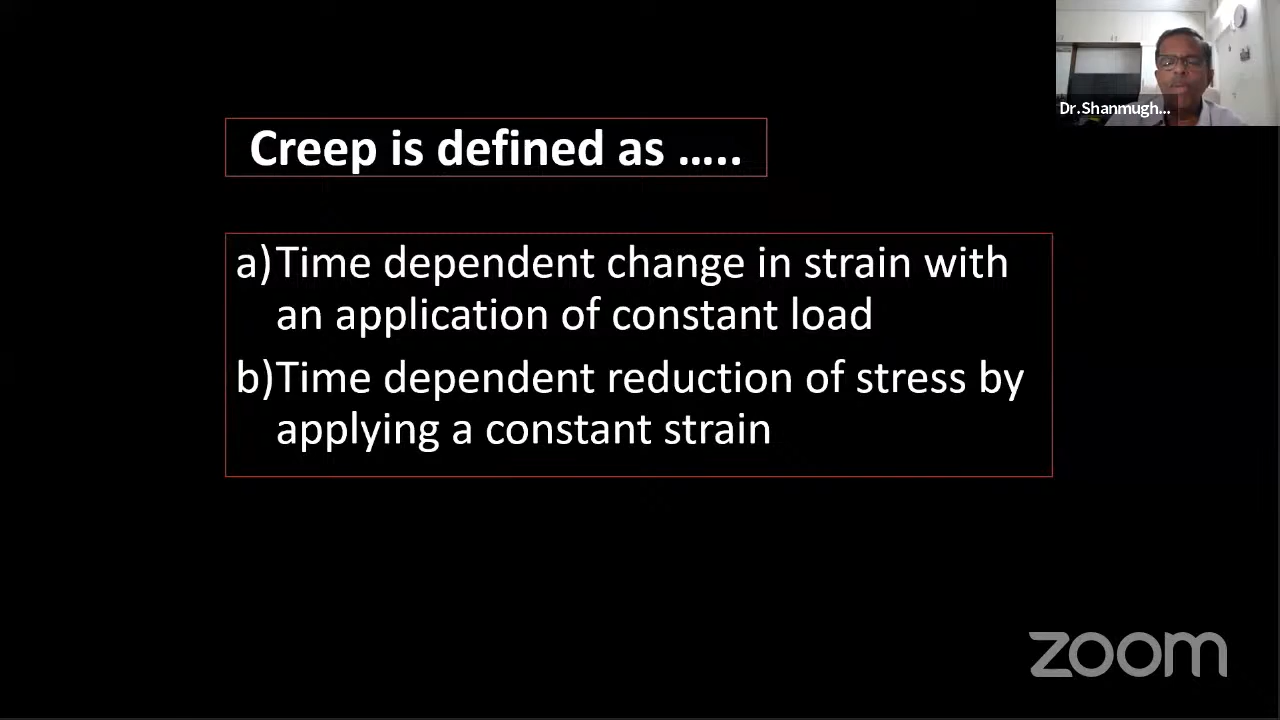 Dr.Shanmugh...
Creep is defined as .....
a)Time dependent change in strain with
an application of constant load
b)Time dependent reduction of stress by
applying a constant strain
zoom